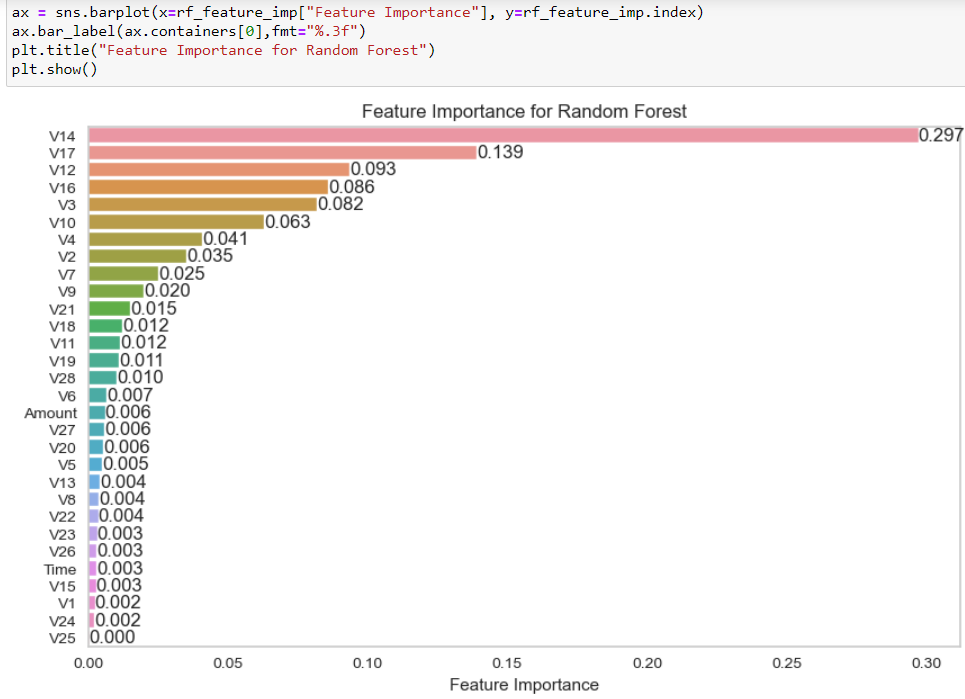 ax = sns.barplot(x=rf_feature_imp["Feature Importance"], y=rf_feature_imp.index)
ax.bar_label(ax.containers[0],fmt="%.3f")
plt.title("Feature Importance for Random Forest")
plt.show()
Feature Importance for Random Forest
V14 0.297
V17 0.139
V12 0.093
V16 0.086
V3 0.082
V10 0.063
V4 0.041
V2 0.035
V7 0.025
V9 0.020
V21 0.015
V18 0.012
V11 0.012
V19 0.011
V28 0.010
V6 0.007
Amount 0.006
V27 0.006
V20 0.006
V5 0.005
V13 0.004
V8 0.004
V22 0.004
V23 0.003
V26 0.003
Time 0.003
V15 0.003
V1 0.002
V24 0.002
V25 0.000
0.00 0.05 0.10 0.15 0.20 0.25 0.30
Feature Importance